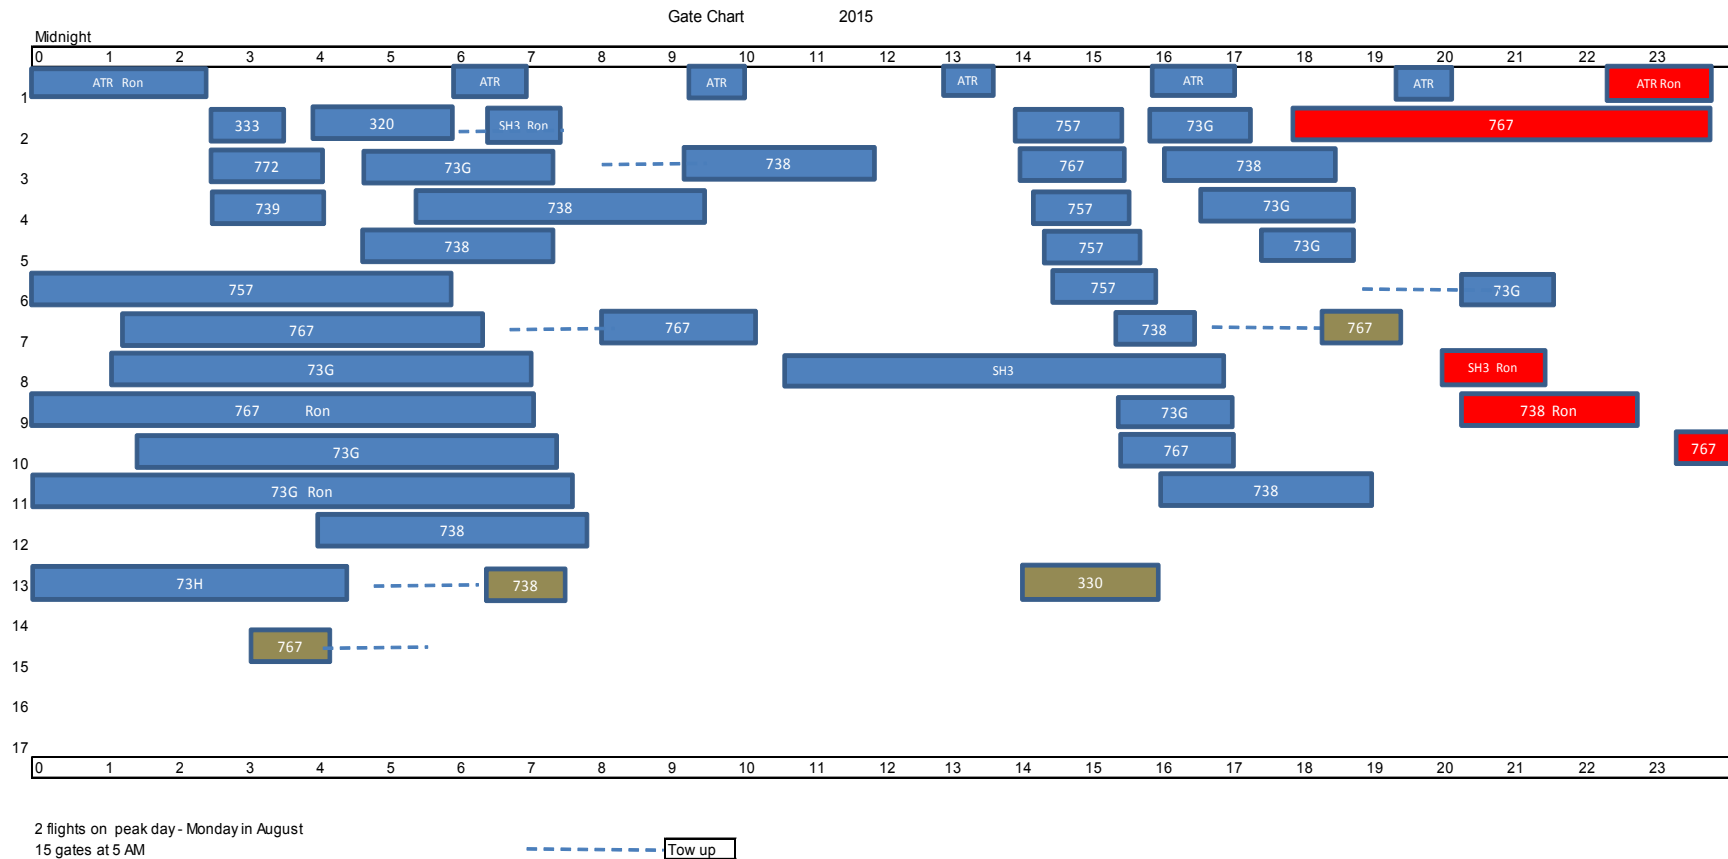 Gate Chart 2015
Midnight
0 1 2 3 4 5 6 7 8 9 10 11 12 13 14 15 16 17 18 19 20 21 22 23
ATR Ron ATR ATR ATR ATR ATR ATR Ron
1
333 320 SH3 Ron 757 73G 767
2
772 73G 738 767 738
3
739 738 757 73G
4
738 757 73G
5
757 757 73G
6
767 767 738 767
7
73G SH3 SH3 Ron
8
767 Ron 73G 738 Ron
9
73G 767 767
10
73G Ron 738
11
738
12
73H 738 330
13
14
767
15
16
17
0 1 2 3 4 5 6 7 8 9 10 11 12 13 14 15 16 17 18 19 20 21 22 23
2 flights on peak day - Monday in August
15 gates at 5 AM Tow up